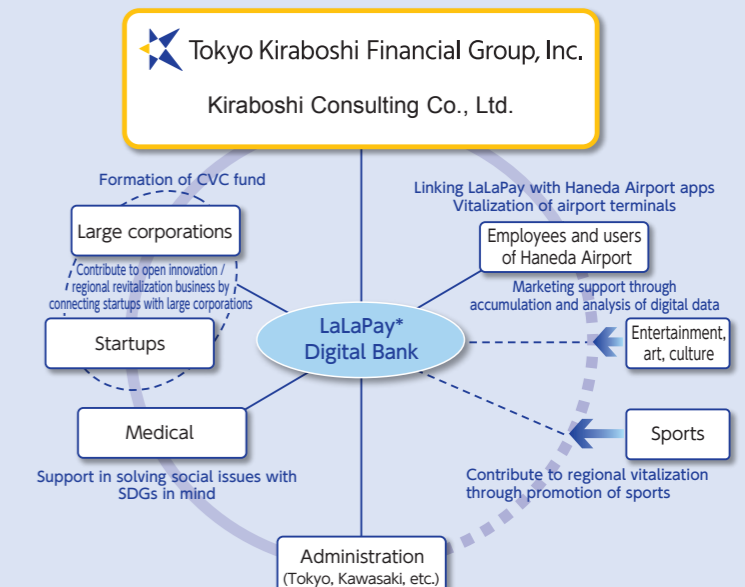 Tokyo Kiraboshi Financial Group, Inc.
Kiraboshi Consulting Co., Ltd.
Formation of CVC fund
Large corporations
Contribute to open innovation /
regional revitalization business by
connecting startups with large corporations
Startups
Medical
Support in solving social issues with
SDGs in mind
LaLaPay*
Digital Bank
Linking LaLaPay with Haneda Airport apps
Vitalization of airport terminals
Employees and users
of Haneda Airport
Marketing support through
accumulation and analysis of digital data
Entertainment,
art, culture
Sports
Contribute to regional vitalization
through promotion of sports
Administration
(Tokyo, Kawasaki, etc.)